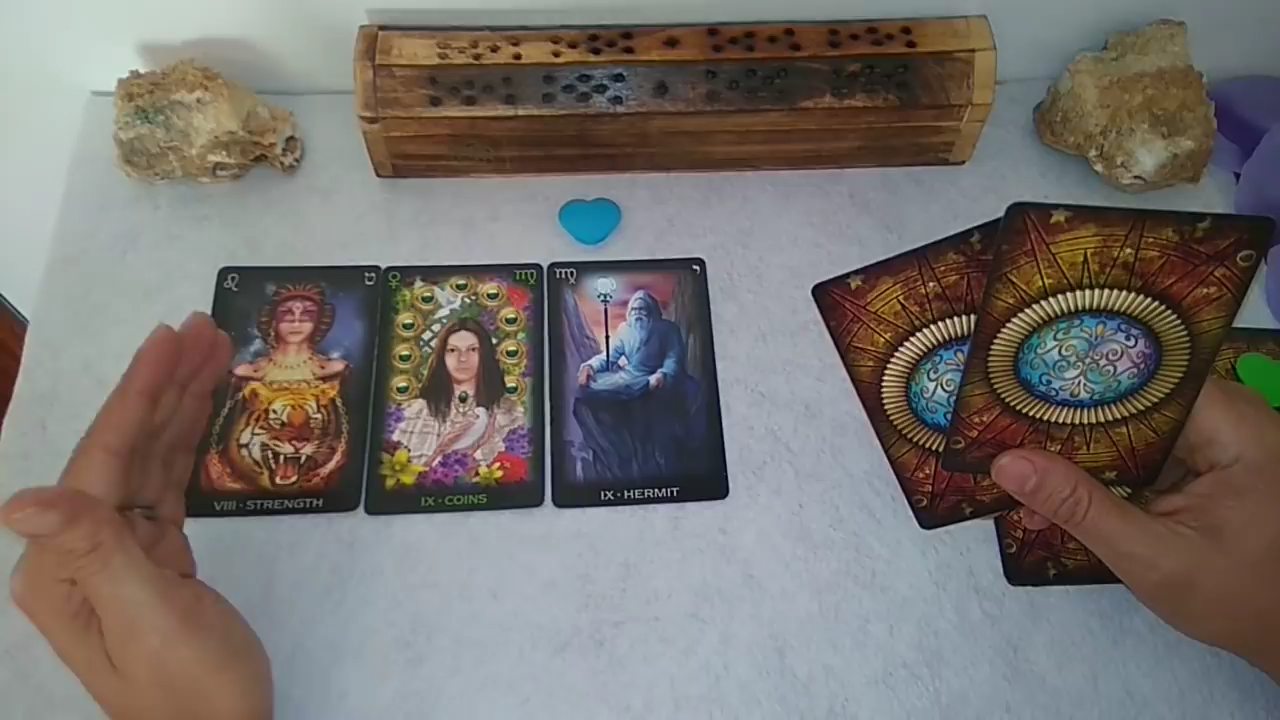 VIII · STRENGTH
IX · COINS
IX · HERMIT